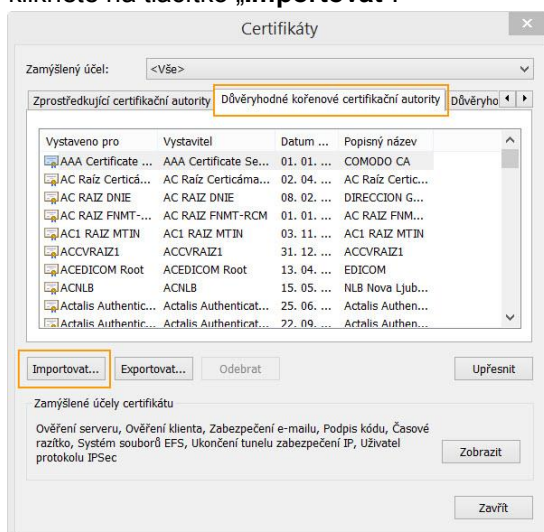 Certifikáty
Zamýšlený účel: <Vše>
Zprostředkující certifikační autority Důvěryhodné kořenové certifikační autority Důvěryho
Vystaveno pro Vystavitel Datum ... Popisný název
AAA Certificate ... AAA Certificate Se... 01. 01. ... COMODO CA
AC Raíz Certicá... AC Raíz Certicáma... 02. 04. ... AC Raíz Certic...
AC RAIZ DNIE AC RAIZ DNIE 08. 02. ... DIRECCION G...
AC RAIZ FNMT-... AC RAIZ FNMT-RCM 01. 01. ... AC RAIZ FNM...
AC1 RAIZ MTIN AC1 RAIZ MTIN 03. 11. ... AC1 RAIZ MTIN
ACCVRAIZ1 ACCVRAIZ1 31. 12. ... ACCVRAIZ1
ACEDICOM Root ACEDICOM Root 13. 04. ... EDICOM
ACNLB ACNLB 15. 05. ... NLB Nova Ljub...
Actalis Authentic... Actalis Authenticat... 25. 06. ... Actalis Authen...
Actalis Authentic... Actalis Authenticat... 22. 09. ... Actalis Authen...
Importovat... Exportovat... Odebrat Upřesnit
Zamýšlené účely certifikátu
Ověření serveru, Ověření klienta, Zabezpečení e-mailu, Podpis kódu, Časové
razítko, Systém souborů EFS, Ukončení tunelu zabezpečení IP, Uživatel
protokolu IPSec
Zobrazit
Zavřít